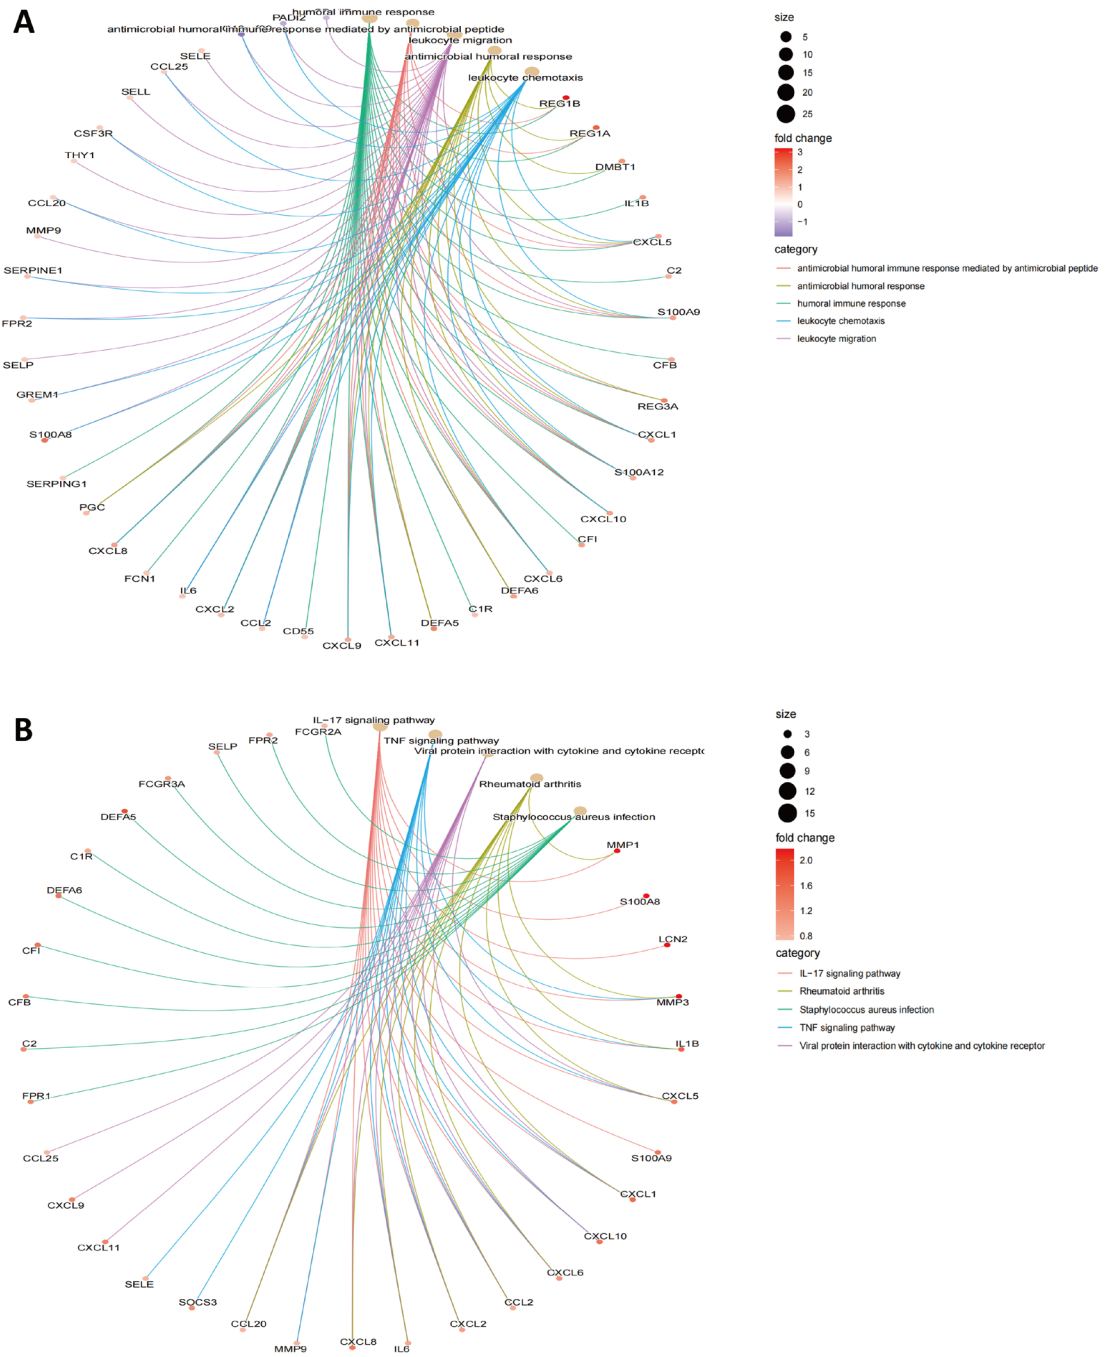 A
humoral immune response
PADI2
antimicrobial humoral immune response mediated by antimicrobial peptide
leukocyte migration
SELE
antimicrobial humoral response
CCL25
leukocyte chemotaxis
SELL
REG1B
CSF3R
REG1A
THY1
DMBT1
CCL20
IL1B
MMP9
CXCL5
SERPINE1
C2
FPR2
S100A9
SELP
CFB
GREM1
REG3A
S100A8
CXCL1
SERPING1
S100A12
PGC
CXCL10
CXCL8
CFI
FCN1
CXCL6
IL6
DEFA6
CXCL2
C1R
CCL2
DEFA5
CD55
CXCL9
CXCL11
size
5
10
15
20
25
fold change
3
2
1
0
−1
category
antimicrobial humoral immune response mediated by antimicrobial peptide
antimicrobial humoral response
humoral immune response
leukocyte chemotaxis
leukocyte migration
B
IL−17 signaling pathway
FCGR2A
FPR2
TNF signaling pathway
SELP
Viral protein interaction with cytokine and cytokine recepto
FCGR3A
Rheumatoid arthritis
DEFA5
Staphylococcus aureus infection
C1R
MMP1
DEFA6
S100A8
CFI
LCN2
CFB
MMP3
C2
IL1B
FPR1
CXCL5
CCL25
S100A9
CXCL9
CXCL1
CXCL11
CXCL10
SELE
CXCL6
SOCS3
CCL2
CCL20
CXCL2
MMP9
CXCL8
IL6
size
3
6
9
12
15
fold change
2.0
1.6
1.2
0.8
category
IL−17 signaling pathway
Rheumatoid arthritis
Staphylococcus aureus infection
TNF signaling pathway
Viral protein interaction with cytokine and cytokine receptor